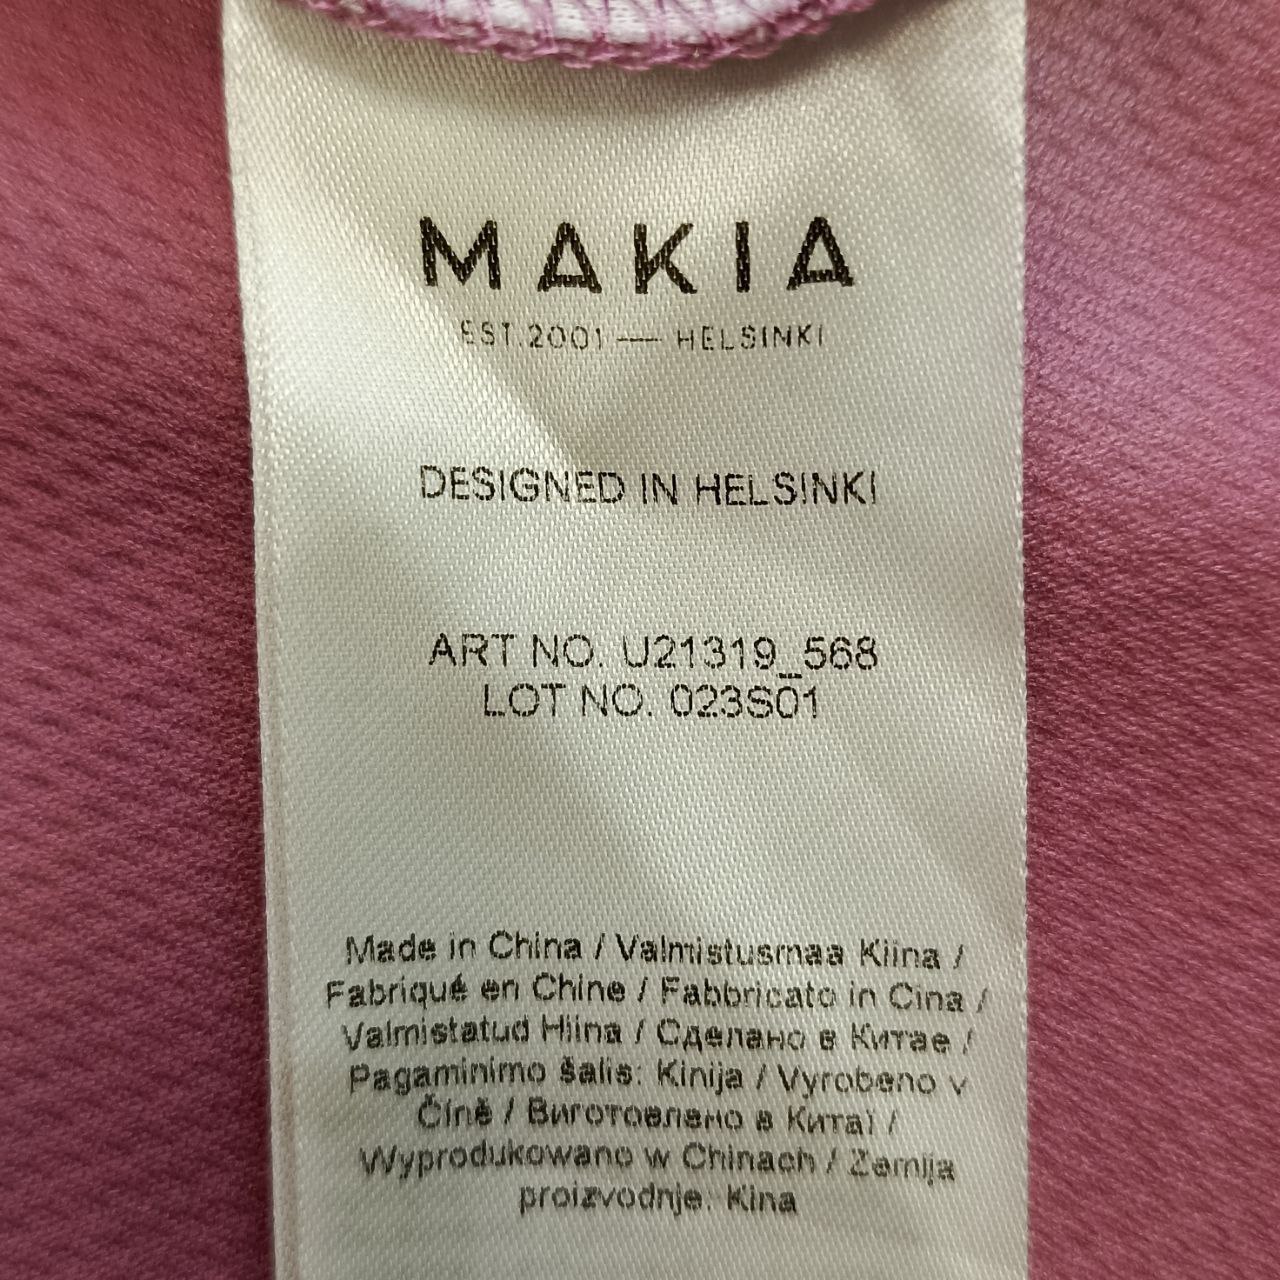 MAKIA
EST.2001 — HELSINKI
DESIGNED IN HELSINKI
ART NO. U21319_568
LOT NO. 023S01
Made in China / Valmistusmaa Kiina /
Fabriqué en Chine / Fabbricato in Cina /
Valmistatud Hiina / Сделано в Китае /
Pagaminimo šalis: Kinija / Vyrobeno v
Číně / Виготовлено в Китаї /
Wyprodukowano w Chinach / Zemlja
proizvodnje: Kina